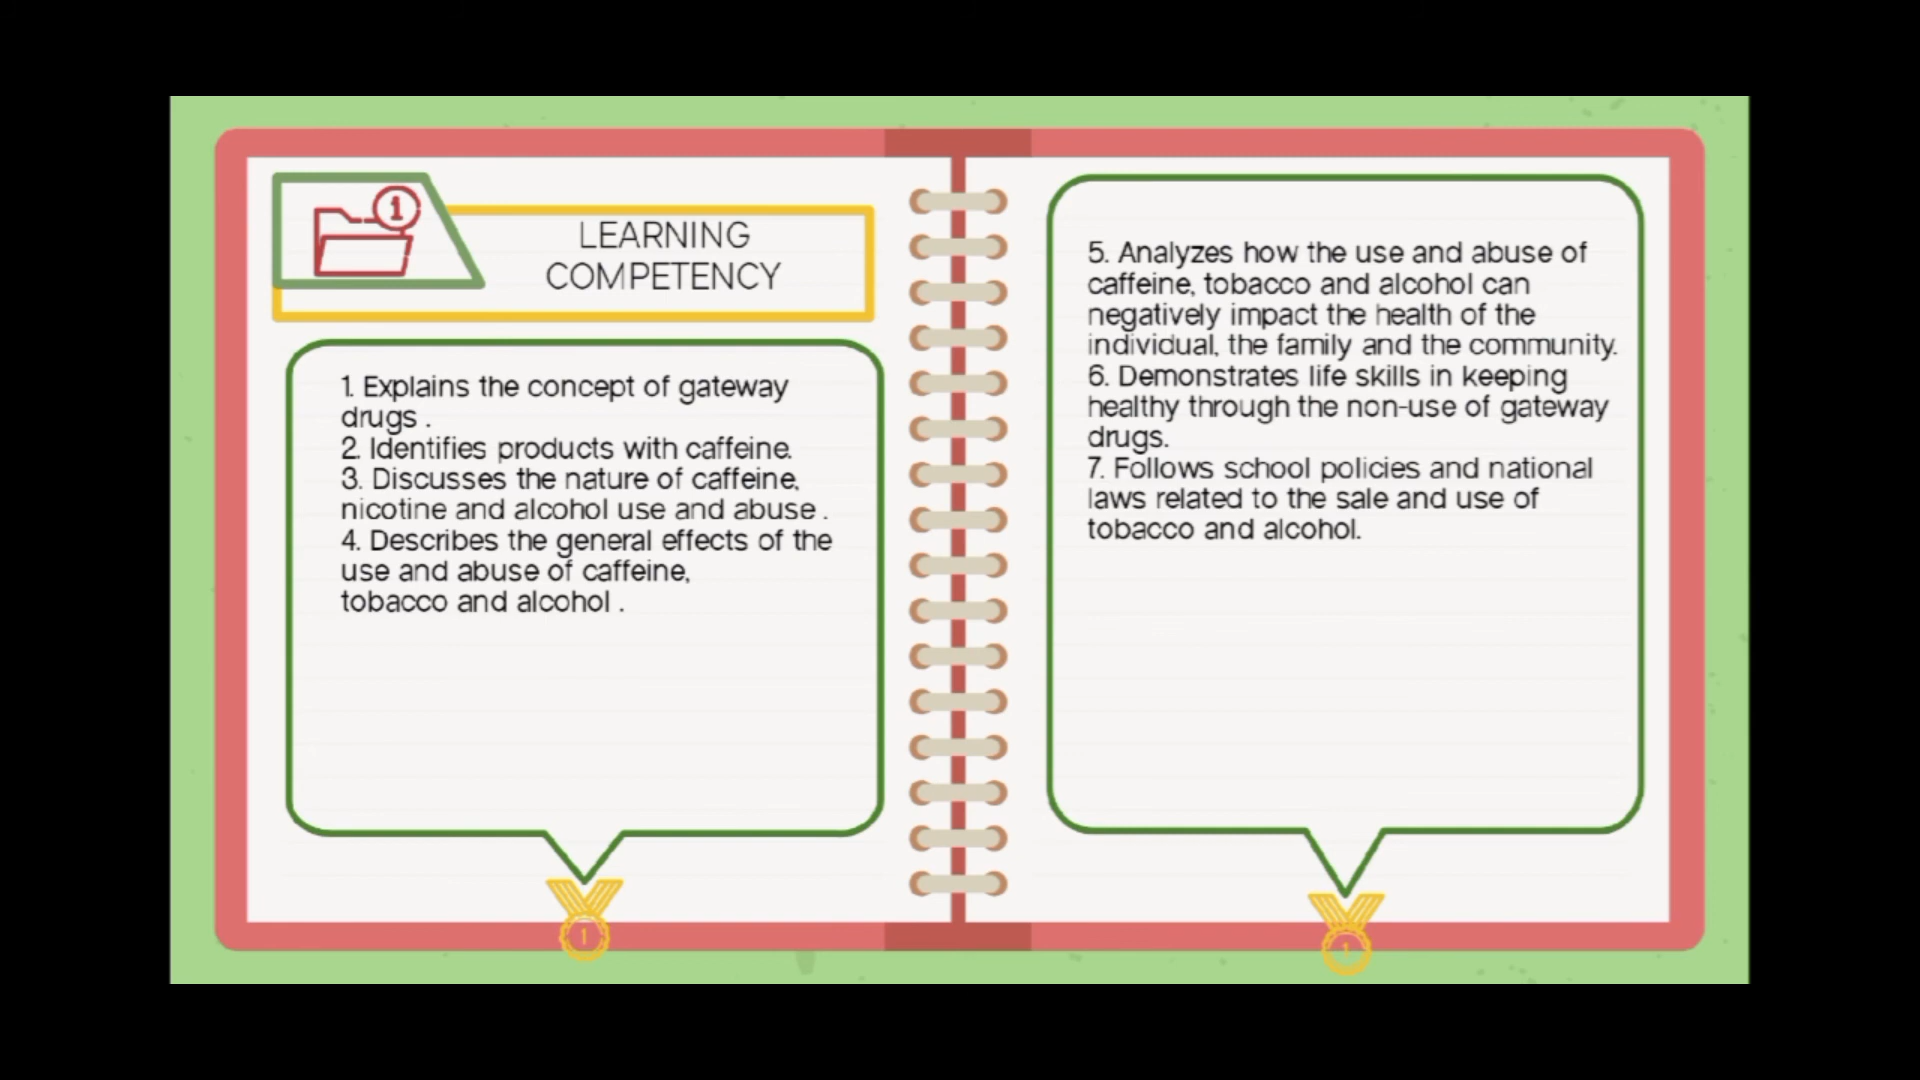 1
LEARNING
COMPETENCY
1. Explains the concept of gateway
drugs .
2. Identifies products with caffeine.
3. Discusses the nature of caffeine,
nicotine and alcohol use and abuse .
4. Describes the general effects of the
use and abuse of caffeine,
tobacco and alcohol .
1
5. Analyzes how the use and abuse of
caffeine, tobacco and alcohol can
negatively impact the health of the
individual, the family and the community.
6. Demonstrates life skills in keeping
healthy through the non-use of gateway
drugs.
7. Follows school policies and national
laws related to the sale and use of
tobacco and alcohol.
1